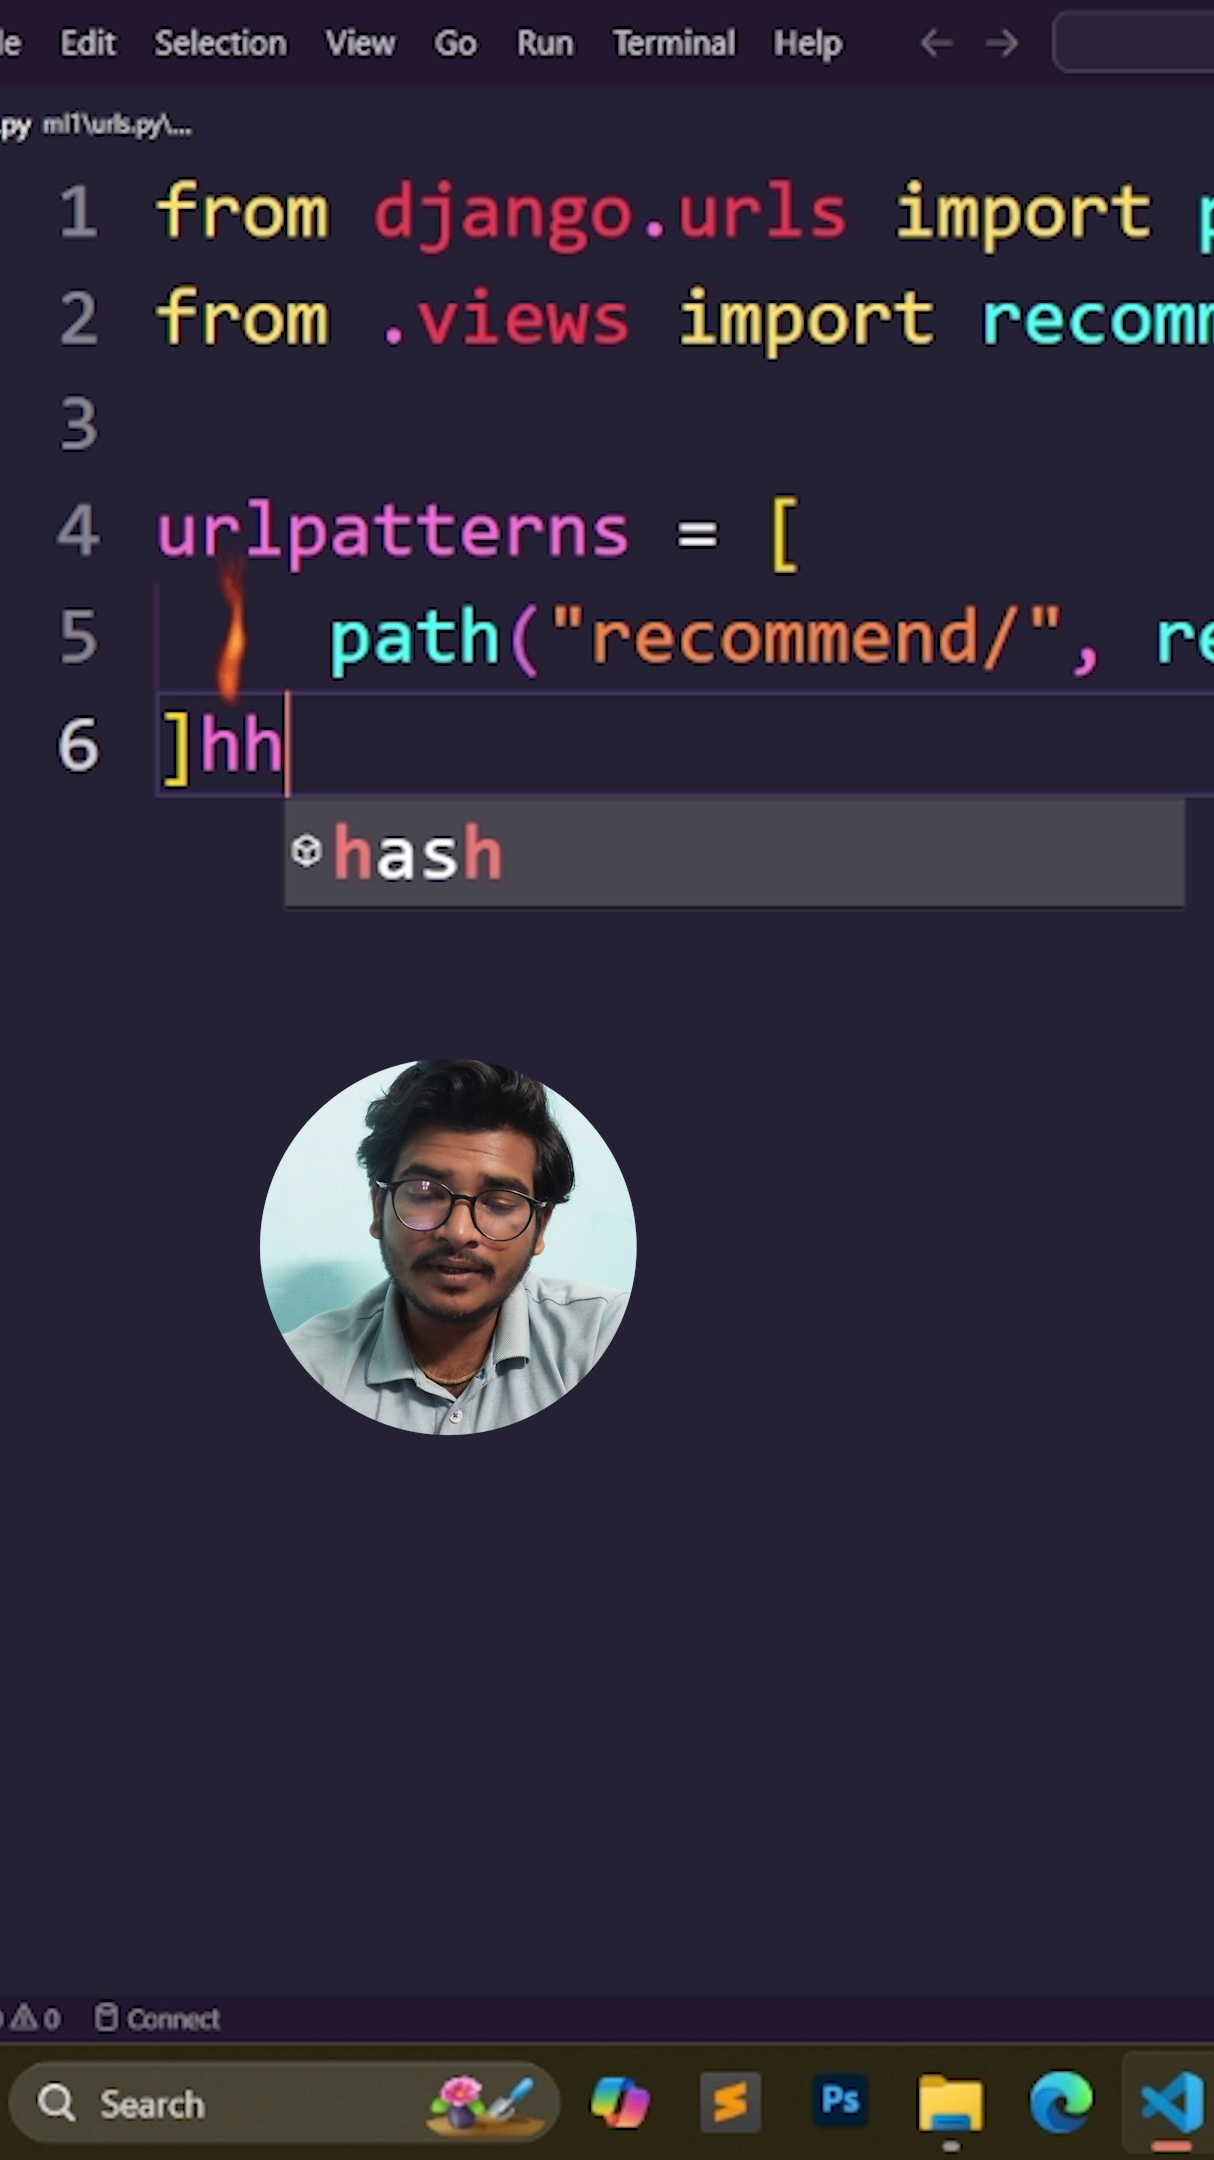 Edit Selection View Go Run Terminal Help
.py ml1\urls.py\...
1 from django.urls import
2 from .views import recomm
3
4 urlpatterns = [
5 path("recommend/", re
6 ]hh
hash
0 Connect
Search
Ps